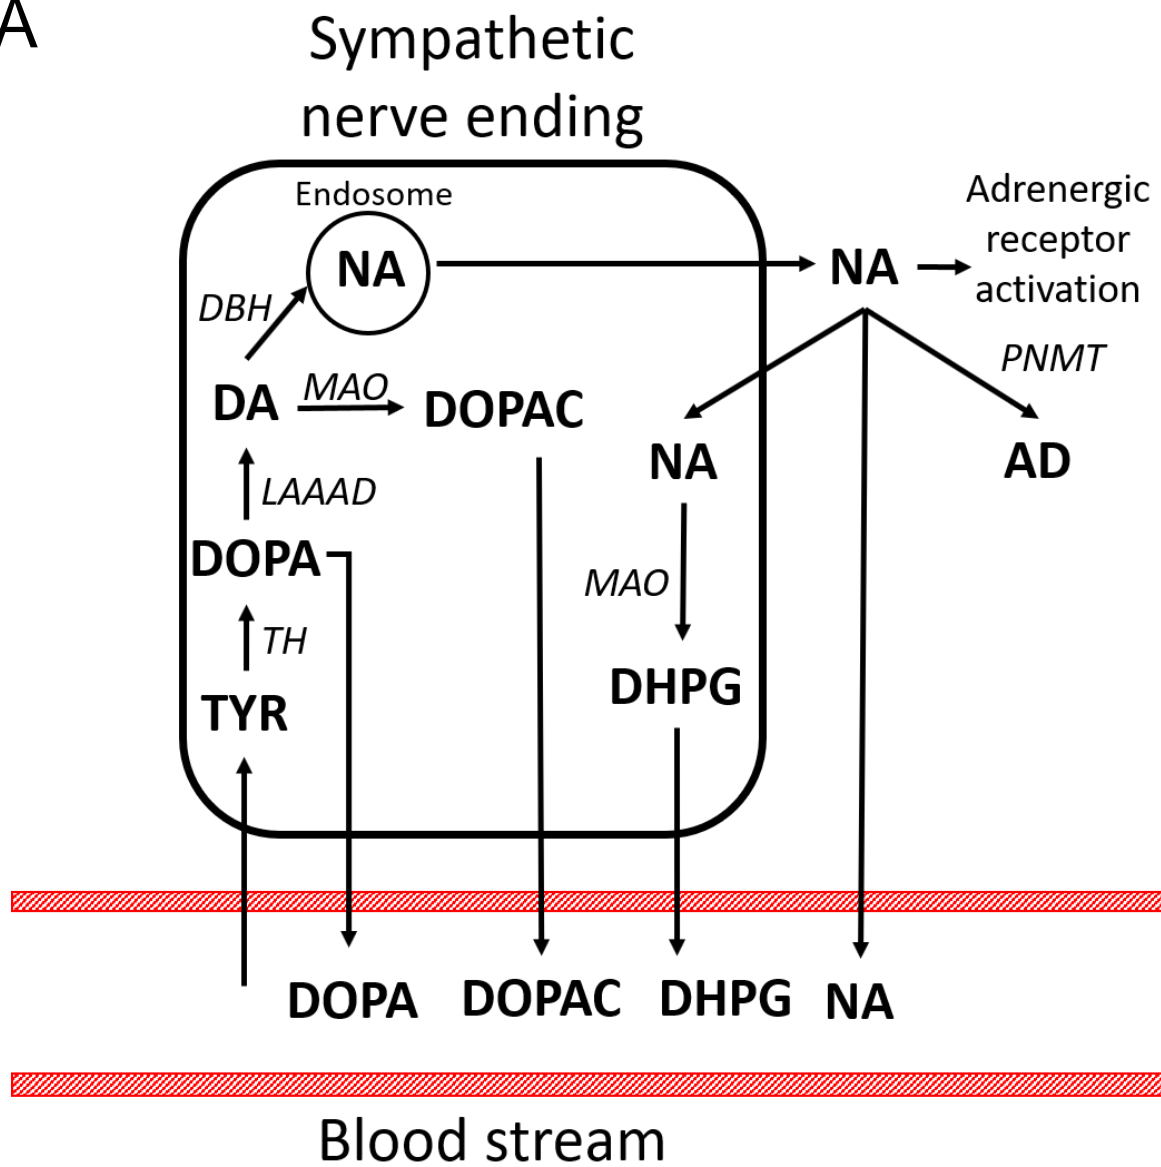 A
Sympathetic
nerve ending
Endosome
NA
NA
Adrenergic
receptor
activation
DBH
PNMT
DA
MAO
DOPAC
NA
AD
LAAAD
DOPA
MAO
TH
TYR
DHPG
DOPA
DOPAC
DHPG
NA
Blood stream